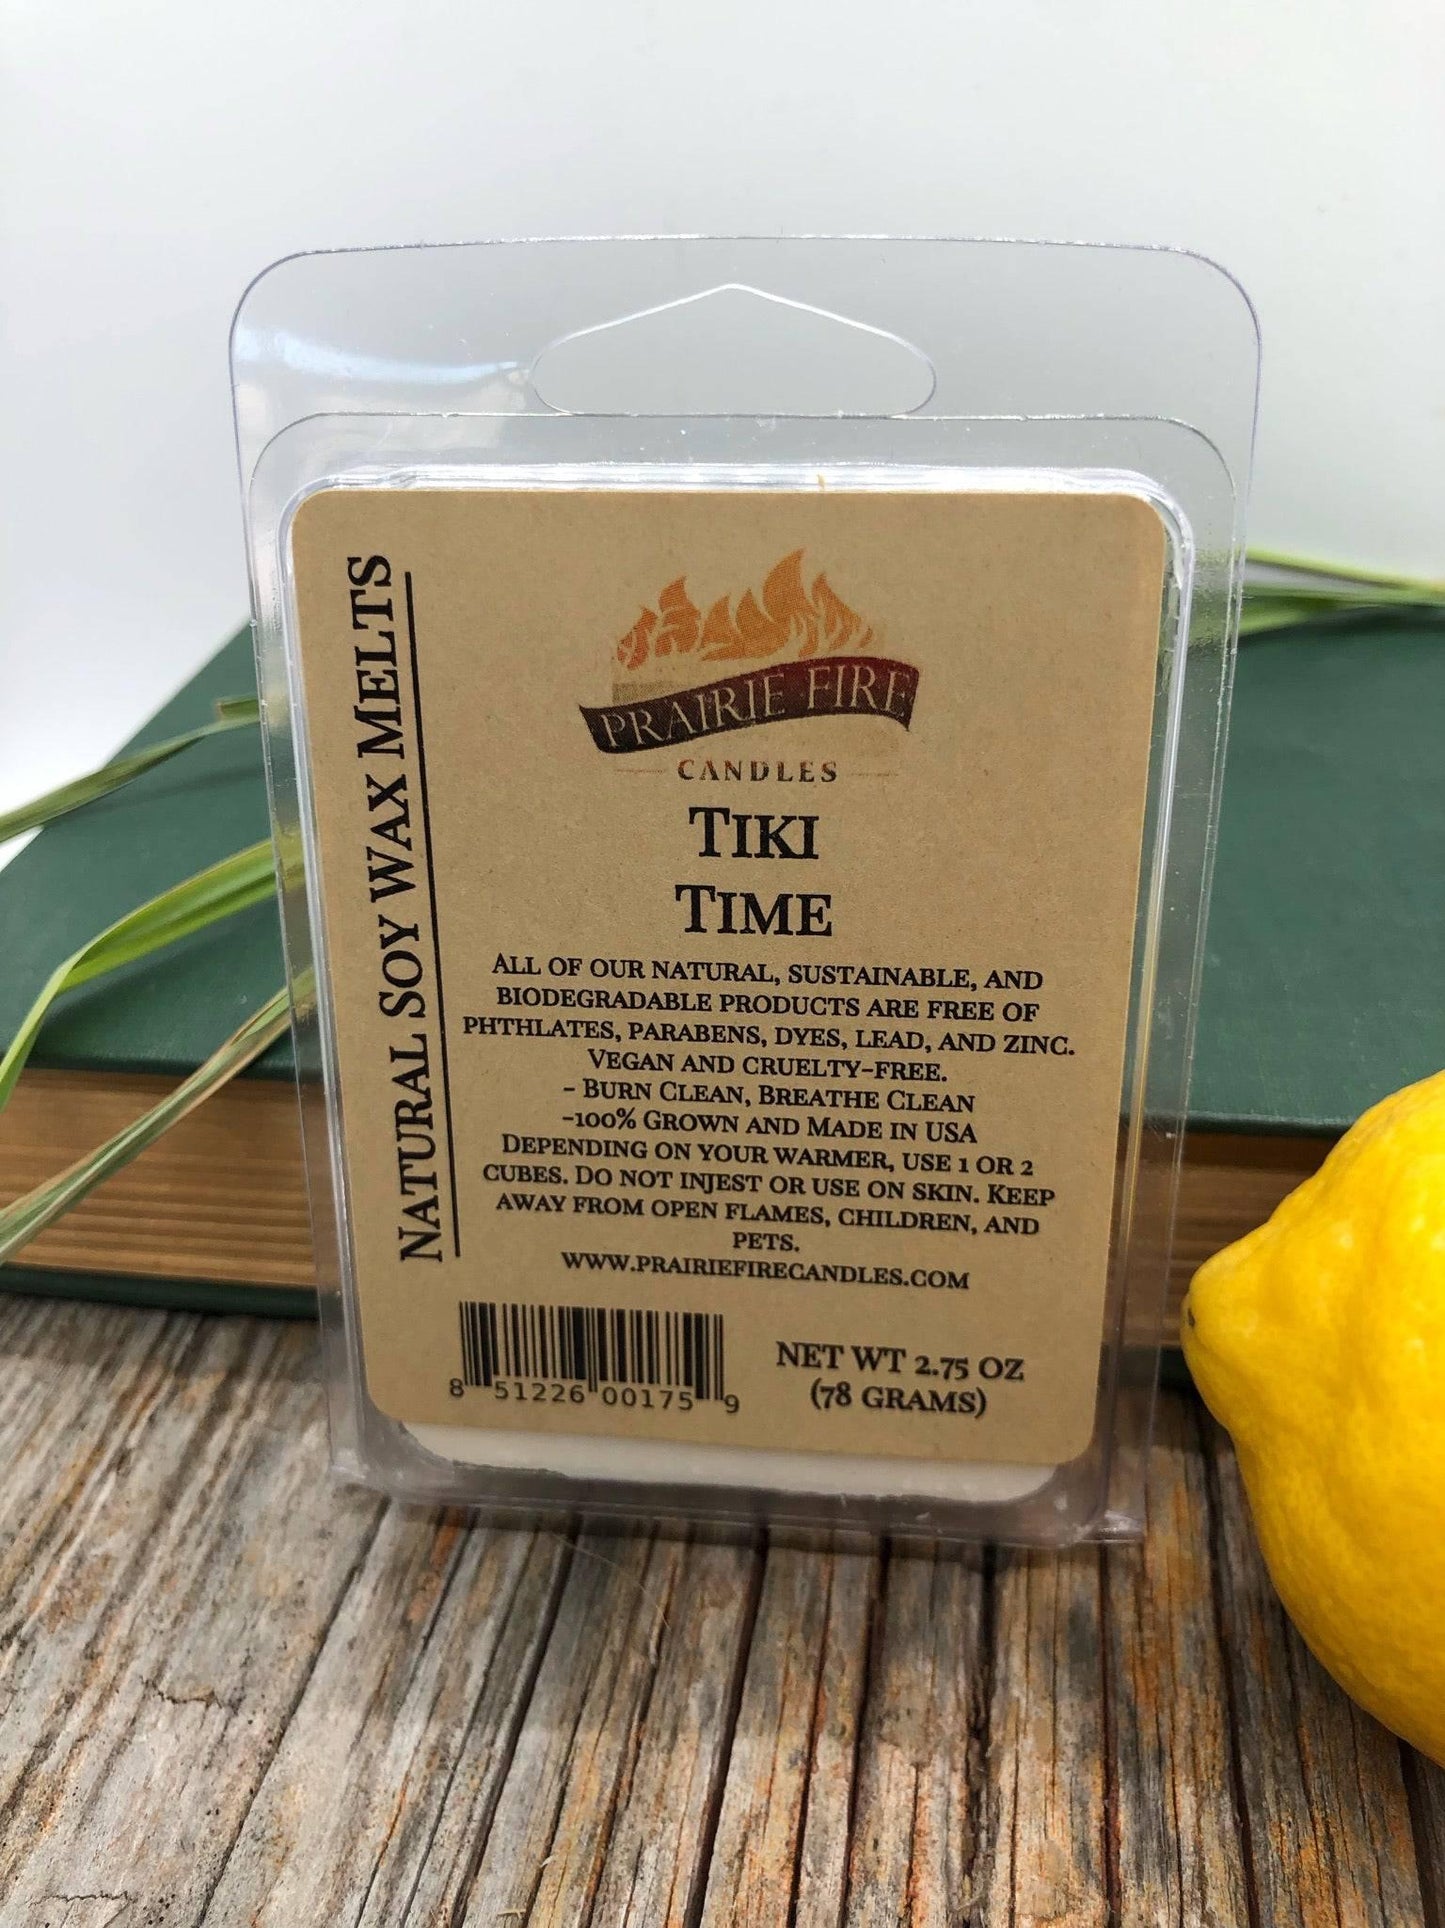 Natural Soy Wax Melts
PRAIRIE FIRE
CANDLES
Tiki
Time
All of our natural, sustainable, and
biodegradable products are free of
phthlates, parabens, dyes, lead, and zinc.
Vegan and cruelty-free.
- Burn Clean, Breathe Clean
-100% Grown and Made in USA
Depending on your warmer, use 1 or 2
cubes. Do not injest or use on skin. Keep
away from open flames, children, and
pets.
www.prairiefirecandles.com
8 51226 00175 9
NET WT 2.75 OZ
(78 GRAMS)